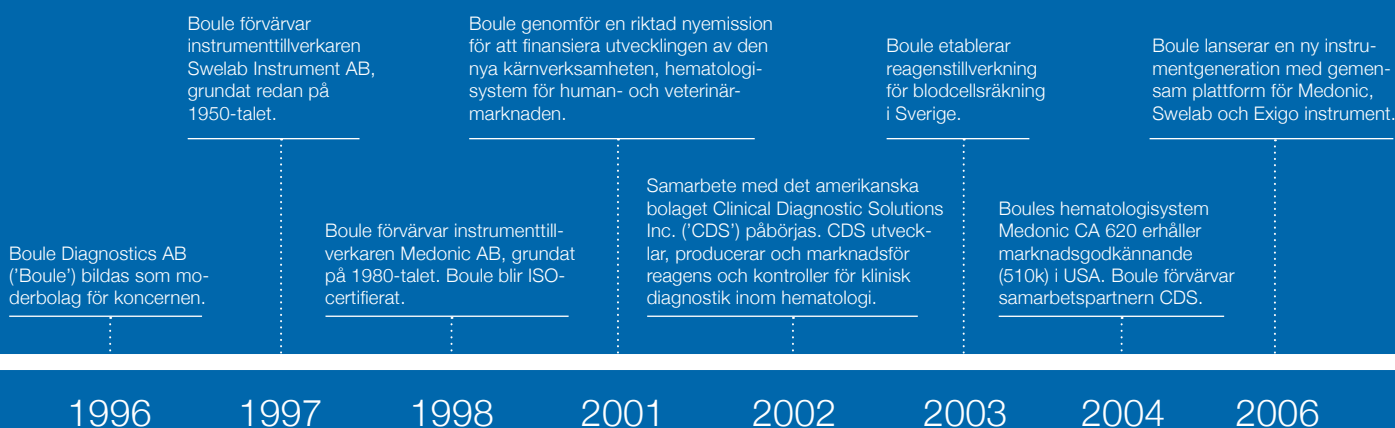 Boule förvärvar
instrumenttillverkaren
Swelab Instrument AB,
grundat redan på
1950-talet.
Boule genomför en riktad nyemission
för att finansiera utvecklingen av den
nya kärnverksamheten, hematologi-
system för human- och veterinär-
marknaden.
Boule etablerar
reagenstillverkning
för blodcellsräkning
i Sverige.
Boule lanserar en ny instru-
mentgeneration med gemen-
sam plattform för Medonic,
Swelab och Exigo instrument.
Boule Diagnostics AB
('Boule') bildas som mo-
derbolag för koncernen.
Boule förvärvar instrumenttill-
verkaren Medonic AB, grundat
på 1980-talet. Boule blir ISO-
certifierat.
Samarbete med det amerikanska
bolaget Clinical Diagnostic Solutions
Inc. ('CDS') påbörjas. CDS utveck-
lar, producerar och marknadsför
reagens och kontroller för klinisk
diagnostik inom hematologi.
Boules hematologisystem
Medonic CA 620 erhåller
marknadsgodkännande
(510k) i USA. Boule förvärvar
samarbetspartnern CDS.
1996 1997 1998 2001 2002 2003 2004 2006